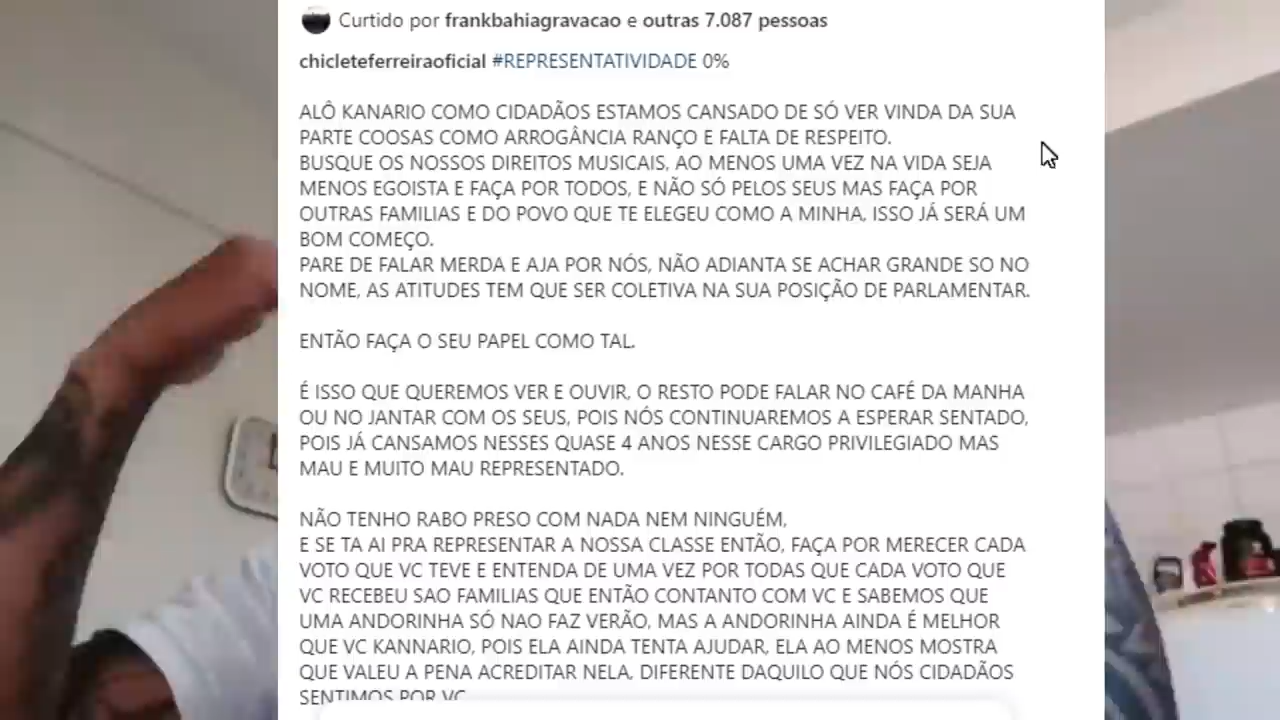 Curtido por frankbahiagravacao e outras 7.087 pessoas
chicleteferreiraoficial #REPRESENTATIVIDADE 0%
ALÔ KANARIO COMO CIDADÃOS ESTAMOS CANSADO DE SÓ VER VINDA DA SUA
PARTE COOSAS COMO ARROGÂNCIA RANÇO E FALTA DE RESPEITO.
BUSQUE OS NOSSOS DIREITOS MUSICAIS, AO MENOS UMA VEZ NA VIDA SEJA
MENOS EGOISTA E FAÇA POR TODOS, E NÃO SÓ PELOS SEUS MAS FAÇA POR
OUTRAS FAMILIAS E DO POVO QUE TE ELEGEU COMO A MINHA, ISSO JÁ SERÁ UM
BOM COMEÇO.
PARE DE FALAR MERDA E AJA POR NÓS, NÃO ADIANTA SE ACHAR GRANDE SO NO
NOME, AS ATITUDES TEM QUE SER COLETIVA NA SUA POSIÇÃO DE PARLAMENTAR.
ENTÃO FAÇA O SEU PAPEL COMO TAL.
É ISSO QUE QUEREMOS VER E OUVIR, O RESTO PODE FALAR NO CAFÉ DA MANHA
OU NO JANTAR COM OS SEUS, POIS NÓS CONTINUAREMOS A ESPERAR SENTADO,
POIS JÁ CANSAMOS NESSES QUASE 4 ANOS NESSE CARGO PRIVILEGIADO MAS
MAU E MUITO MAU REPRESENTADO.
NÃO TENHO RABO PRESO COM NADA NEM NINGUÉM,
E SE TA AI PRA REPRESENTAR A NOSSA CLASSE ENTÃO, FAÇA POR MERECER CADA
VOTO QUE VC TEVE E ENTENDA DE UMA VEZ POR TODAS QUE CADA VOTO QUE
VC RECEBEU SAO FAMILIAS QUE ENTÃO CONTANTO COM VC E SABEMOS QUE
UMA ANDORINHA SÓ NAO FAZ VERÃO, MAS A ANDORINHA AINDA É MELHOR
QUE VC KANNARIO, POIS ELA AINDA TENTA AJUDAR, ELA AO MENOS MOSTRA
QUE VALEU A PENA ACREDITAR NELA, DIFERENTE DAQUILO QUE NÓS CIDADÃOS
SENTIMOS POR VC